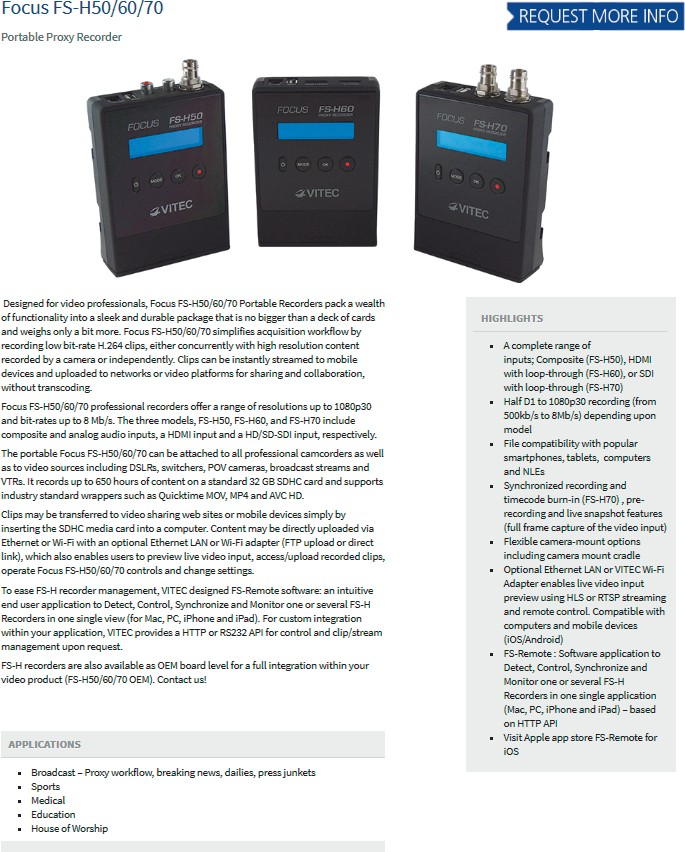 Focus FS-H50/60/70
REQUEST MORE INFO
Portable Proxy Recorder
FOCUS FS-H50
PROXY RECORDER
MODE OK
VITEC
FOCUS FS-H60
PROXY RECORDER
MODE OK
VITEC
FOCUS FS-H70
PROXY RECORDER
MODE OK
VITEC
Designed for video professionals, Focus FS-H50/60/70 Portable Recorders pack a wealth
of functionality into a sleek and durable package that is no bigger than a deck of cards
and weighs only a bit more. Focus FS-H50/60/70 simplifies acquisition workflow by
recording low bit-rate H.264 clips, either concurrently with high resolution content
recorded by a camera or independently. Clips can be instantly streamed to mobile
devices and uploaded to networks or video platforms for sharing and collaboration,
without transcoding.
Focus FS-H50/60/70 professional recorders offer a range of resolutions up to 1080p30
and bit-rates up to 8 Mb/s. The three models, FS-H50, FS-H60, and FS-H70 include
composite and analog audio inputs, a HDMI input and a HD/SD-SDI input, respectively.
The portable Focus FS-H50/60/70 can be attached to all professional camcorders as well
as to video sources including DSLRs, switchers, POV cameras, broadcast streams and
VTRs. It records up to 650 hours of content on a standard 32 GB SDHC card and supports
industry standard wrappers such as Quicktime MOV, MP4 and AVC HD.
Clips may be transferred to video sharing web sites or mobile devices simply by
inserting the SDHC media card into a computer. Content may be directly uploaded via
Ethernet or Wi-Fi with an optional Ethernet LAN or Wi-Fi adapter (FTP upload or direct
link), which also enables users to preview live video input, access/upload recorded clips,
operate Focus FS-H50/60/70 controls and change settings.
To ease FS-H recorder management, VITEC designed FS-Remote software: an intuitive
end user application to Detect, Control, Synchronize and Monitor one or several FS-H
Recorders in one single view (for Mac, PC, iPhone and iPad). For custom integration
within your application, VITEC provides a HTTP or RS232 API for control and clip/stream
management upon request.
FS-H recorders are also available as OEM board level for a full integration within your
video product (FS-H50/60/70 OEM). Contact us!
APPLICATIONS
▪ Broadcast – Proxy workflow, breaking news, dailies, press junkets
▪ Sports
▪ Medical
▪ Education
▪ House of Worship
HIGHLIGHTS
▪ A complete range of
inputs; Composite (FS-H50), HDMI
with loop-through (FS-H60), or SDI
with loop-through (FS-H70)
▪ Half D1 to 1080p30 recording (from
500kb/s to 8Mb/s) depending upon
model
▪ File compatibility with popular
smartphones, tablets, computers
and NLEs
▪ Synchronized recording and
timecode burn-in (FS-H70) , pre-
recording and live snapshot features
(full frame capture of the video input)
▪ Flexible camera-mount options
including camera mount cradle
▪ Optional Ethernet LAN or VITEC Wi-Fi
Adapter enables live video input
preview using HLS or RTSP streaming
and remote control. Compatible with
computers and mobile devices
(iOS/Android)
▪ FS-Remote : Software application to
Detect, Control, Synchronize and
Monitor one or several FS-H
Recorders in one single application
(Mac, PC, iPhone and iPad) – based
on HTTP API
▪ Visit Apple app store FS-Remote for
iOS